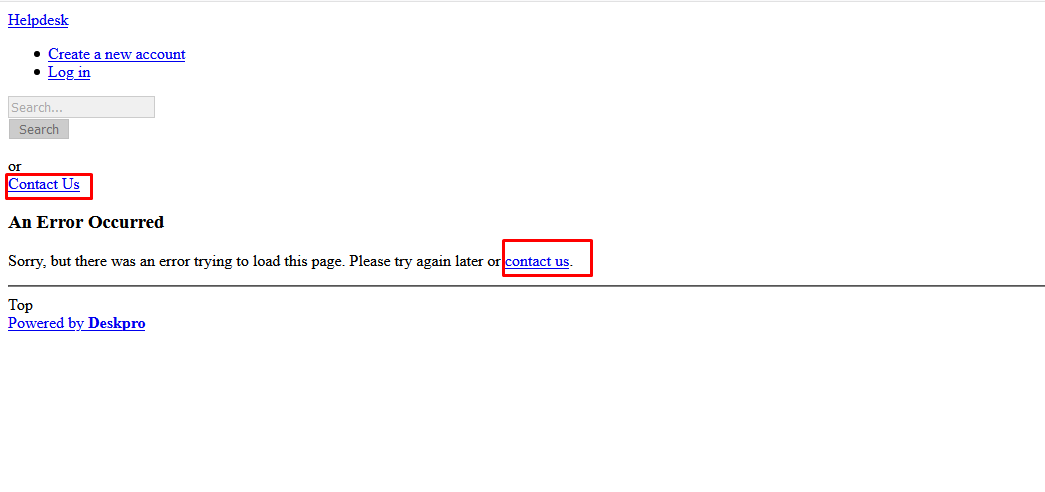 Helpdesk
Create a new account
Log in
Search...
Search
or
Contact Us
An Error Occurred
Sorry, but there was an error trying to load this page. Please try again later or contact us.
Top
Powered by Deskpro